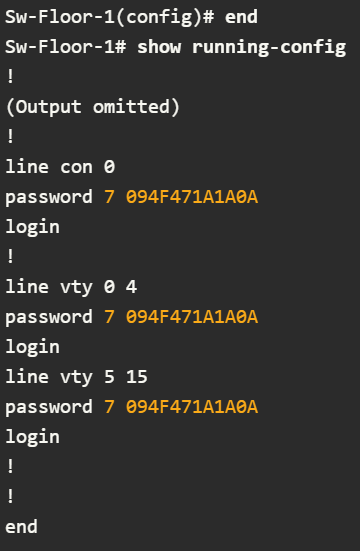 Sw-Floor-1(config)# end
Sw-Floor-1# show running-config
!
(Output omitted)
!
line con 0
password 7 094F471A1A0A
login
!
line vty 0 4
password 7 094F471A1A0A
login
line vty 5 15
password 7 094F471A1A0A
login
!
!
end